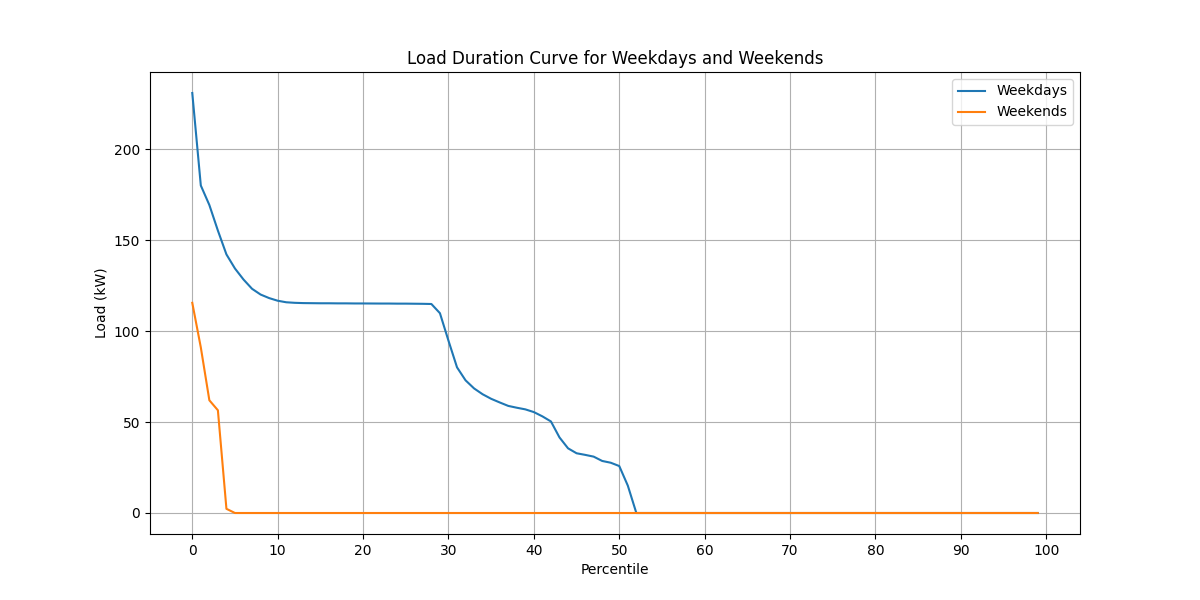 Load Duration Curve for Weekdays and Weekends
Weekdays
Weekends
Load (kW)
200
150
100
50
0
0 10 20 30 40 50 60 70 80 90 100
Percentile